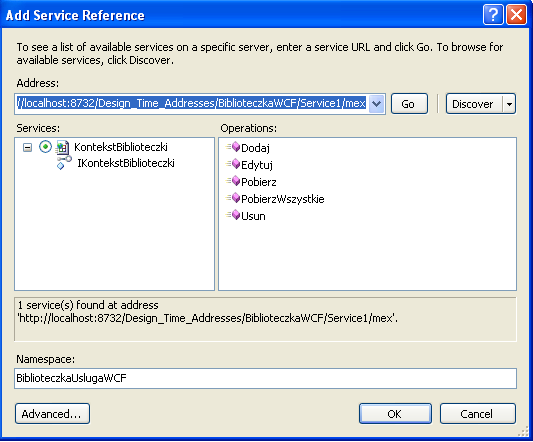 Add Service Reference
To see a list of available services on a specific server, enter a service URL and click Go. To browse for
available services, click Discover.
Address:
//localhost:8732/Design_Time_Addresses/BiblioteczkaWCF/Service1/mex
Go
Discover
Services:
Operations:
KontekstBiblioteczki
IKontekstBiblioteczki
Dodaj
Edytuj
Pobierz
PobierzWszystkie
Usun
1 service(s) found at address
'http://localhost:8732/Design_Time_Addresses/BiblioteczkaWCF/Service1/mex'.
Namespace:
BiblioteczkaUslugaWCF
Advanced...
OK
Cancel